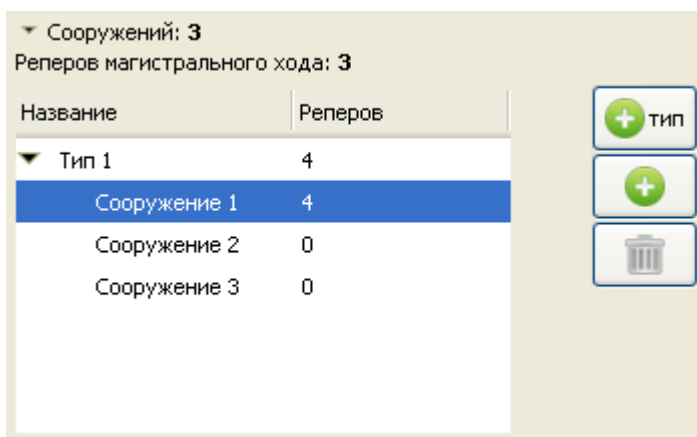 Сооружений: 3
Реперов магистрального хода: 3
Название Реперов
тип
Тип 1 4
Сооружение 1 4
Сооружение 2 0
Сооружение 3 0